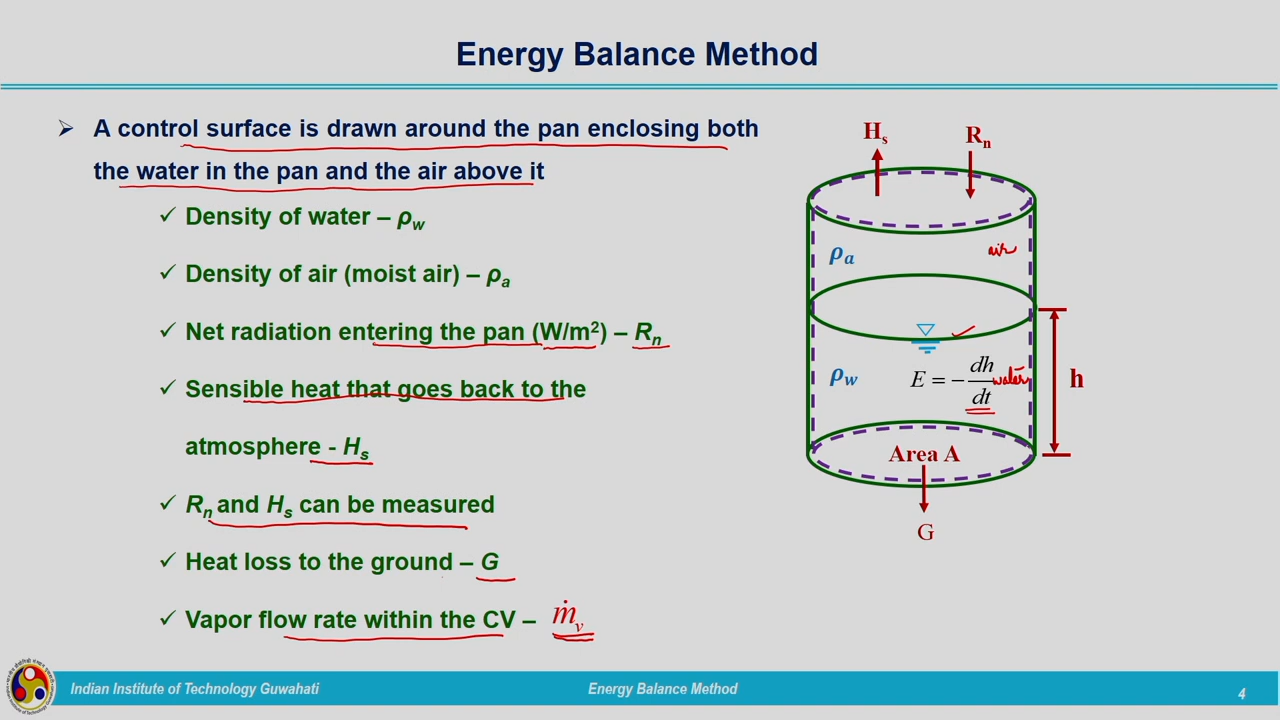 Energy Balance Method
➢ A control surface is drawn around the pan enclosing both
the water in the pan and the air above it
✓ Density of water – ρw
✓ Density of air (moist air) – ρa
✓ Net radiation entering the pan (W/m²) – Rn
✓ Sensible heat that goes back to the
atmosphere - Hs
✓ Rn and Hs can be measured
✓ Heat loss to the ground – G
✓ Vapor flow rate within the CV – ṁv
Hs
Rn
ρa
air
ρw
E = – dh/dt
water
h
Area A
G
Indian Institute of Technology Guwahati
Energy Balance Method
4